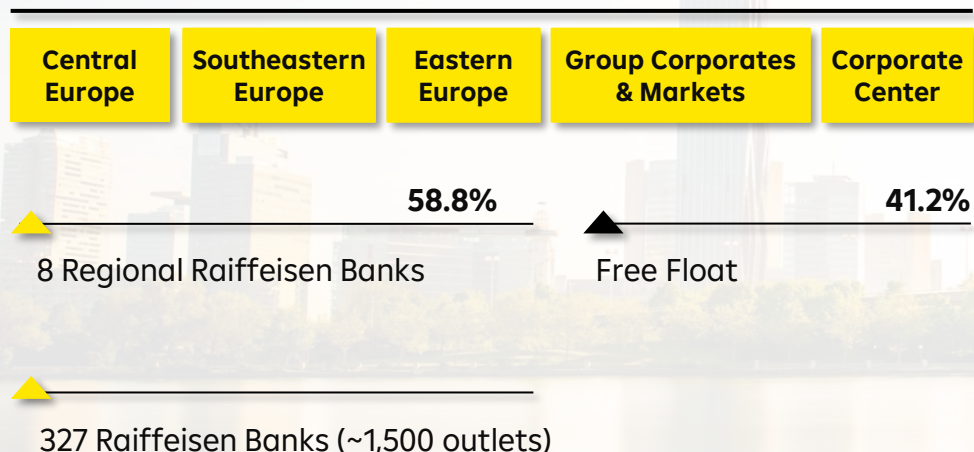 Central Europe
Southeastern Europe
Eastern Europe
Group Corporates & Markets
Corporate Center
58.8%
8 Regional Raiffeisen Banks
41.2%
Free Float
327 Raiffeisen Banks (~1,500 outlets)